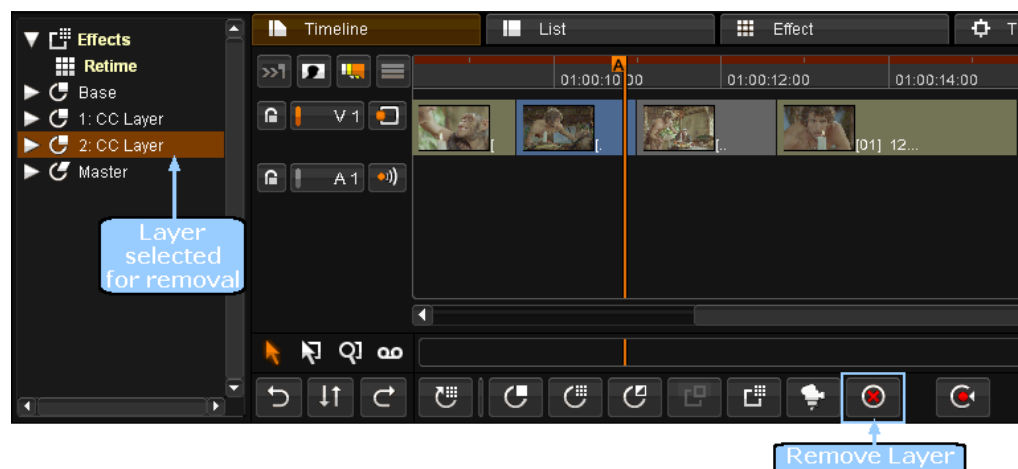 Effects
Retime
Base
1: CC Layer
2: CC Layer
Master
Layer
selected
for removal
Timeline
List
Effect
T
A
01:00:10:00
01:00:12:00
01:00:14:00
V 1
[
[.
[..
[01] 12...
A 1
Remove Layer